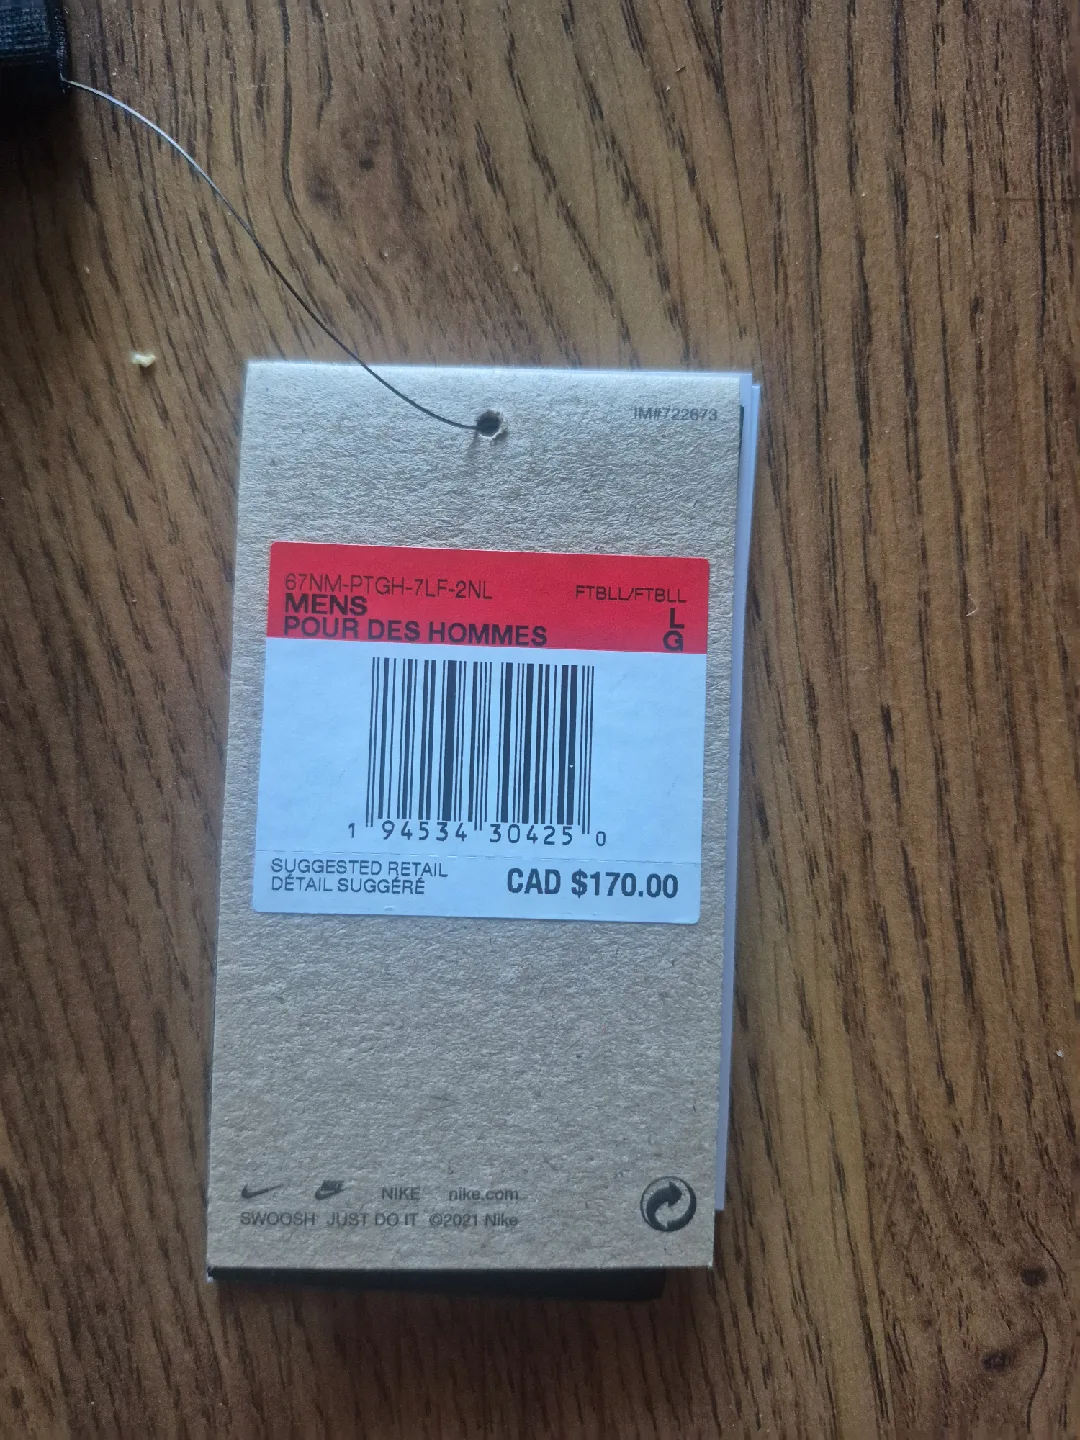 IM#722673
67NM-PTGH-7LF-2NL FTBLL/FTBLL
MENS L
POUR DES HOMMES G
1 94534 30425 0
SUGGESTED RETAIL
DÉTAIL SUGGÉRÉ CAD $170.00
NIKE nike.com
SWOOSH JUST DO IT ©2021 Nike